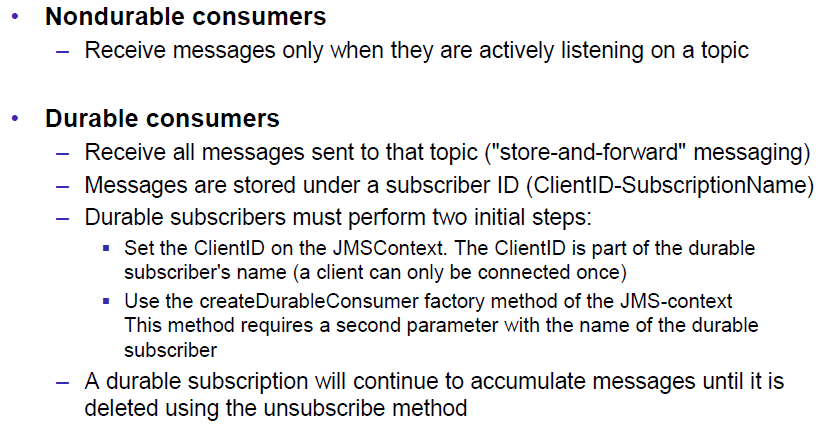 • Nondurable consumers
– Receive messages only when they are actively listening on a topic
• Durable consumers
– Receive all messages sent to that topic ("store-and-forward" messaging)
– Messages are stored under a subscriber ID (ClientID-SubscriptionName)
– Durable subscribers must perform two initial steps:
▪ Set the ClientID on the JMSContext. The ClientID is part of the durable
subscriber's name (a client can only be connected once)
▪ Use the createDurableConsumer factory method of the JMS-context
This method requires a second parameter with the name of the durable
subscriber
– A durable subscription will continue to accumulate messages until it is
deleted using the unsubscribe method